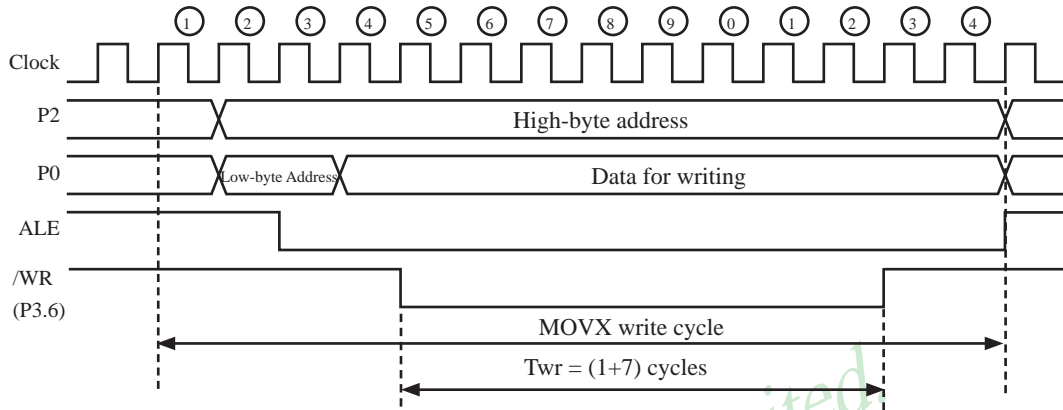 1 2 3 4 5 6 7 8 9 0 1 2 3 4
Clock
P2
High-byte address
P0
Low-byte Address
Data for writing
ALE
/WR
(P3.6)
MOVX write cycle
Twr = (1+7) cycles